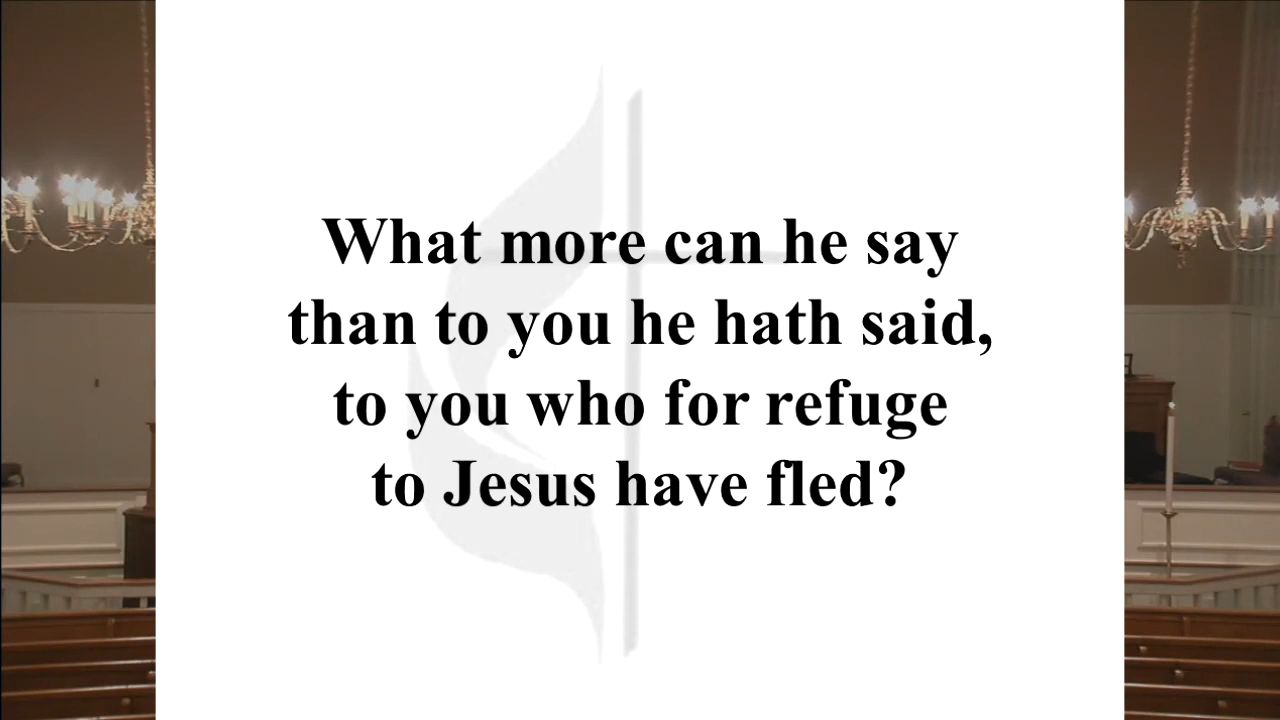 What more can he say
than to you he hath said,
to you who for refuge
to Jesus have fled?